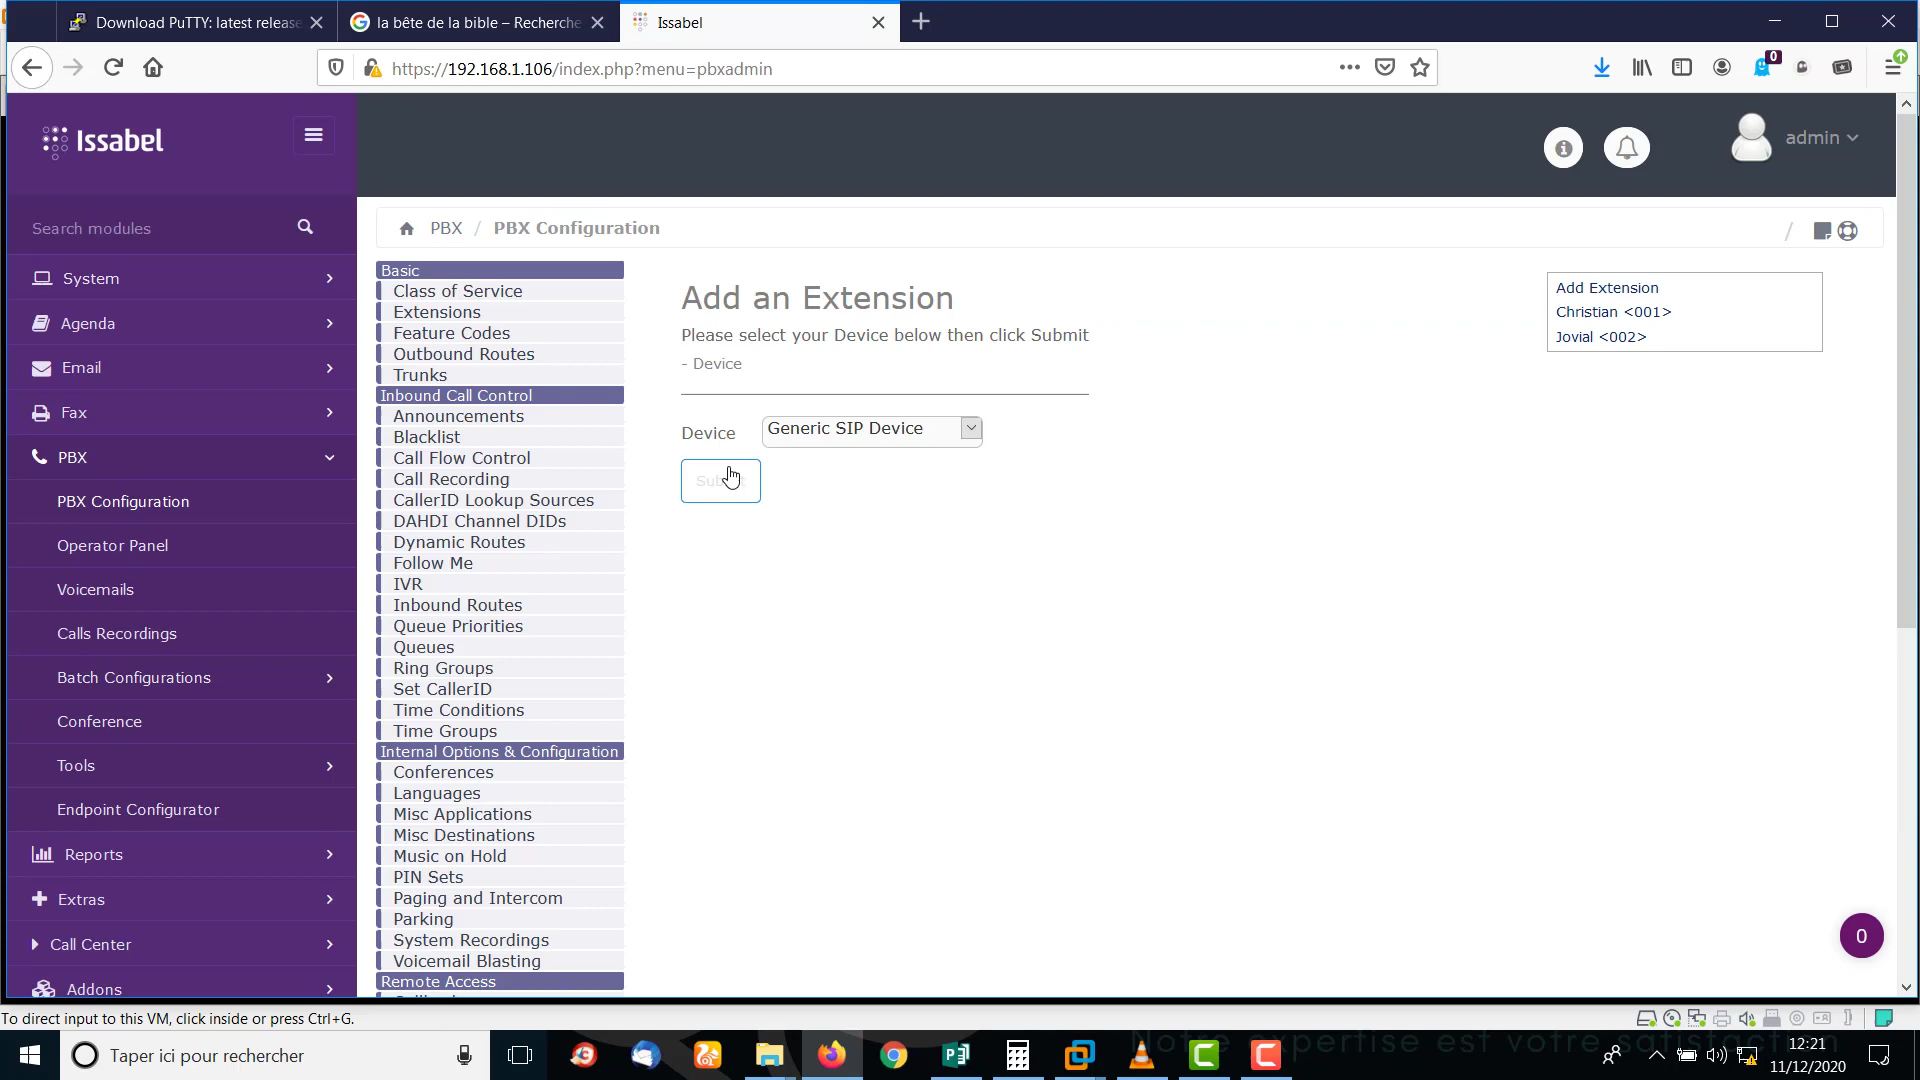 Download PuTTY: latest release
la bête de la bible – Recherche
Issabel
https://192.168.1.106/index.php?menu=pbxadmin
0
Issabel
admin
Search modules
System
Agenda
Email
Fax
PBX
PBX Configuration
Operator Panel
Voicemails
Calls Recordings
Batch Configurations
Conference
Tools
Endpoint Configurator
Reports
Extras
Call Center
Addons
PBX / PBX Configuration /
Basic
Class of Service
Extensions
Feature Codes
Outbound Routes
Trunks
Inbound Call Control
Announcements
Blacklist
Call Flow Control
Call Recording
CallerID Lookup Sources
DAHDI Channel DIDs
Dynamic Routes
Follow Me
IVR
Inbound Routes
Queue Priorities
Queues
Ring Groups
Set CallerID
Time Conditions
Time Groups
Internal Options & Configuration
Conferences
Languages
Misc Applications
Misc Destinations
Music on Hold
PIN Sets
Paging and Intercom
Parking
System Recordings
Voicemail Blasting
Remote Access
Add an Extension
Please select your Device below then click Submit
- Device
Device Generic SIP Device
Submit
Add Extension
Christian <001>
Jovial <002>
0
To direct input to this VM, click inside or press Ctrl+G.
Taper ici pour rechercher
Notre expertise est votre satisfaction
12:21
11/12/2020